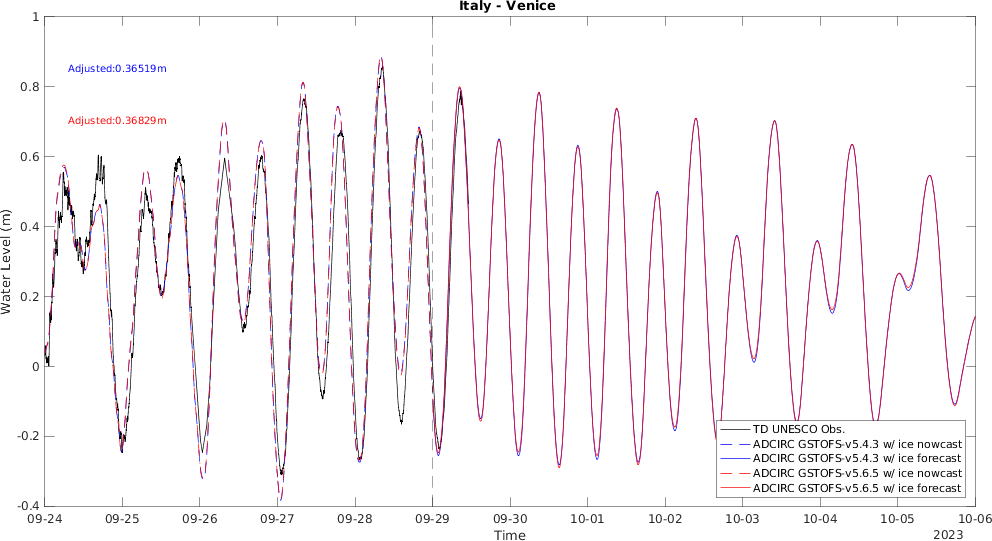 Italy - Venice
Adjusted:0.36519m
Adjusted:0.36829m
Water Level (m)
1
0.8
0.6
0.4
0.2
0
-0.2
-0.4
TD UNESCO Obs.
ADCIRC GSTOFS-v5.4.3 w/ ice nowcast
ADCIRC GSTOFS-v5.4.3 w/ ice forecast
ADCIRC GSTOFS-v5.6.5 w/ ice nowcast
ADCIRC GSTOFS-v5.6.5 w/ ice forecast
09-24 09-25 09-26 09-27 09-28 09-29 09-30 10-01 10-02 10-03 10-04 10-05 10-06
Time
2023